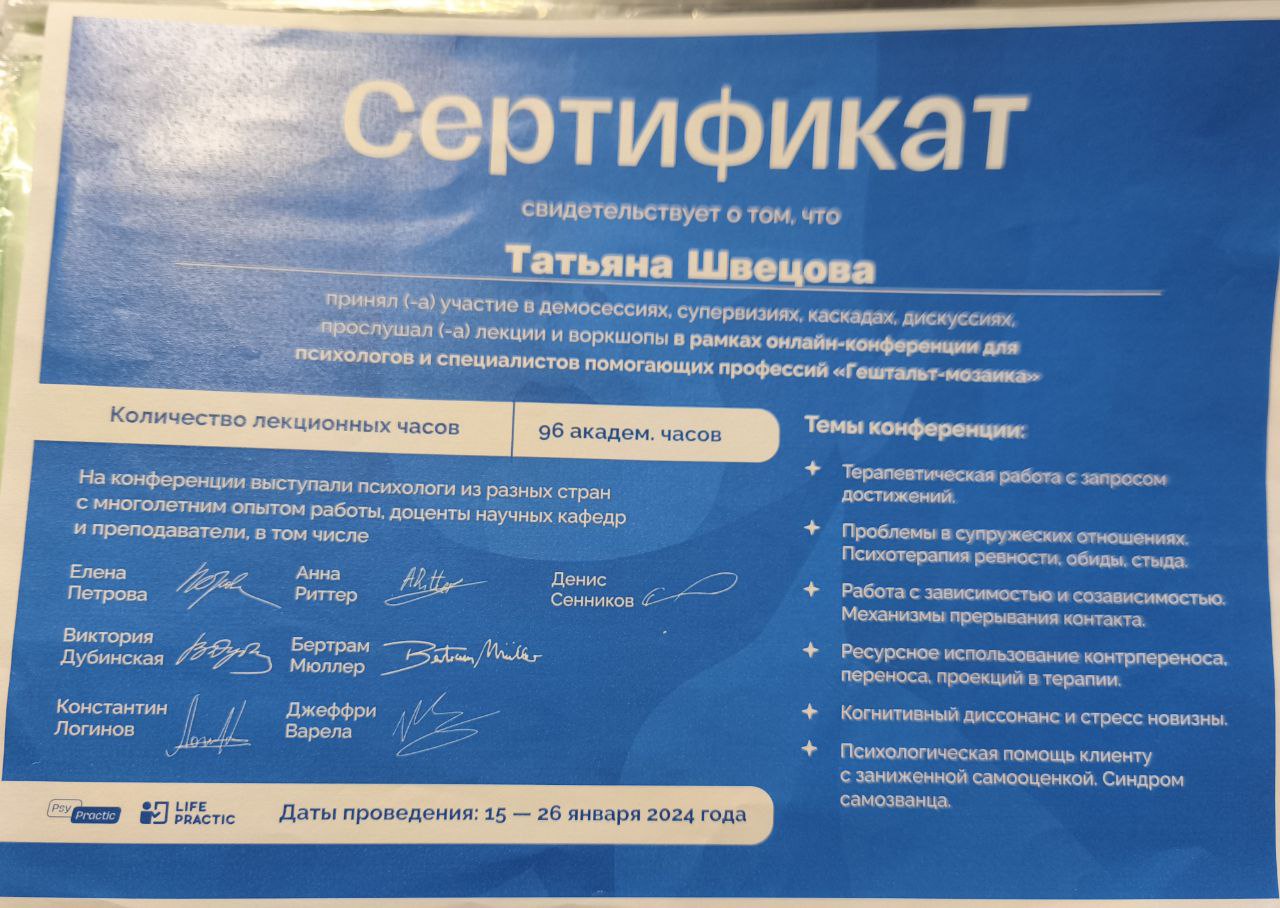 Сертификат
свидетельствует о том, что
Татьяна Швецова
принял (-а) участие в демосессиях, супервизиях, каскадах, дискуссиях,
прослушал (-а) лекции и воркшопы в рамках онлайн-конференции для
психологов и специалистов помогающих профессий «Гештальт-мозаика»
Количество лекционных часов
96 академ. часов
На конференции выступали психологи из разных стран
с многолетним опытом работы, доценты научных кафедр
и преподаватели, в том числе
Елена
Петрова
Анна
Риттер
ARitter
Денис
Сенников
Виктория
Дубинская
Бертрам
Мюллер
Bertram Müller
Константин
Логинов
Джеффри
Варела
Psy
Practic
LIFE
PRACTIC
Даты проведения: 15 — 26 января 2024 года
Темы конференции:
Терапевтическая работа с запросом
достижений.
Проблемы в супружеских отношениях.
Психотерапия ревности, обиды, стыда.
Работа с зависимостью и созависимостью.
Механизмы прерывания контакта.
Ресурсное использование контрпереноса,
переноса, проекций в терапии.
Когнитивный диссонанс и стресс новизны.
Психологическая помощь клиенту
с заниженной самооценкой. Синдром
самозванца.